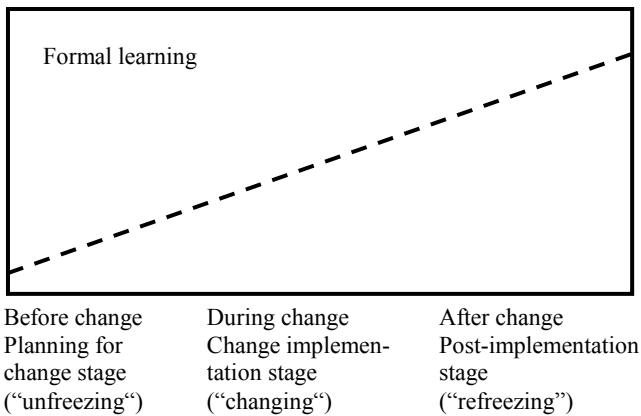 Formal learning
Before change
Planning for
change stage
(“unfreezing“)
During change
Change implemen-
tation stage
(“changing“)
After change
Post-implementation
stage
(“refreezing”)